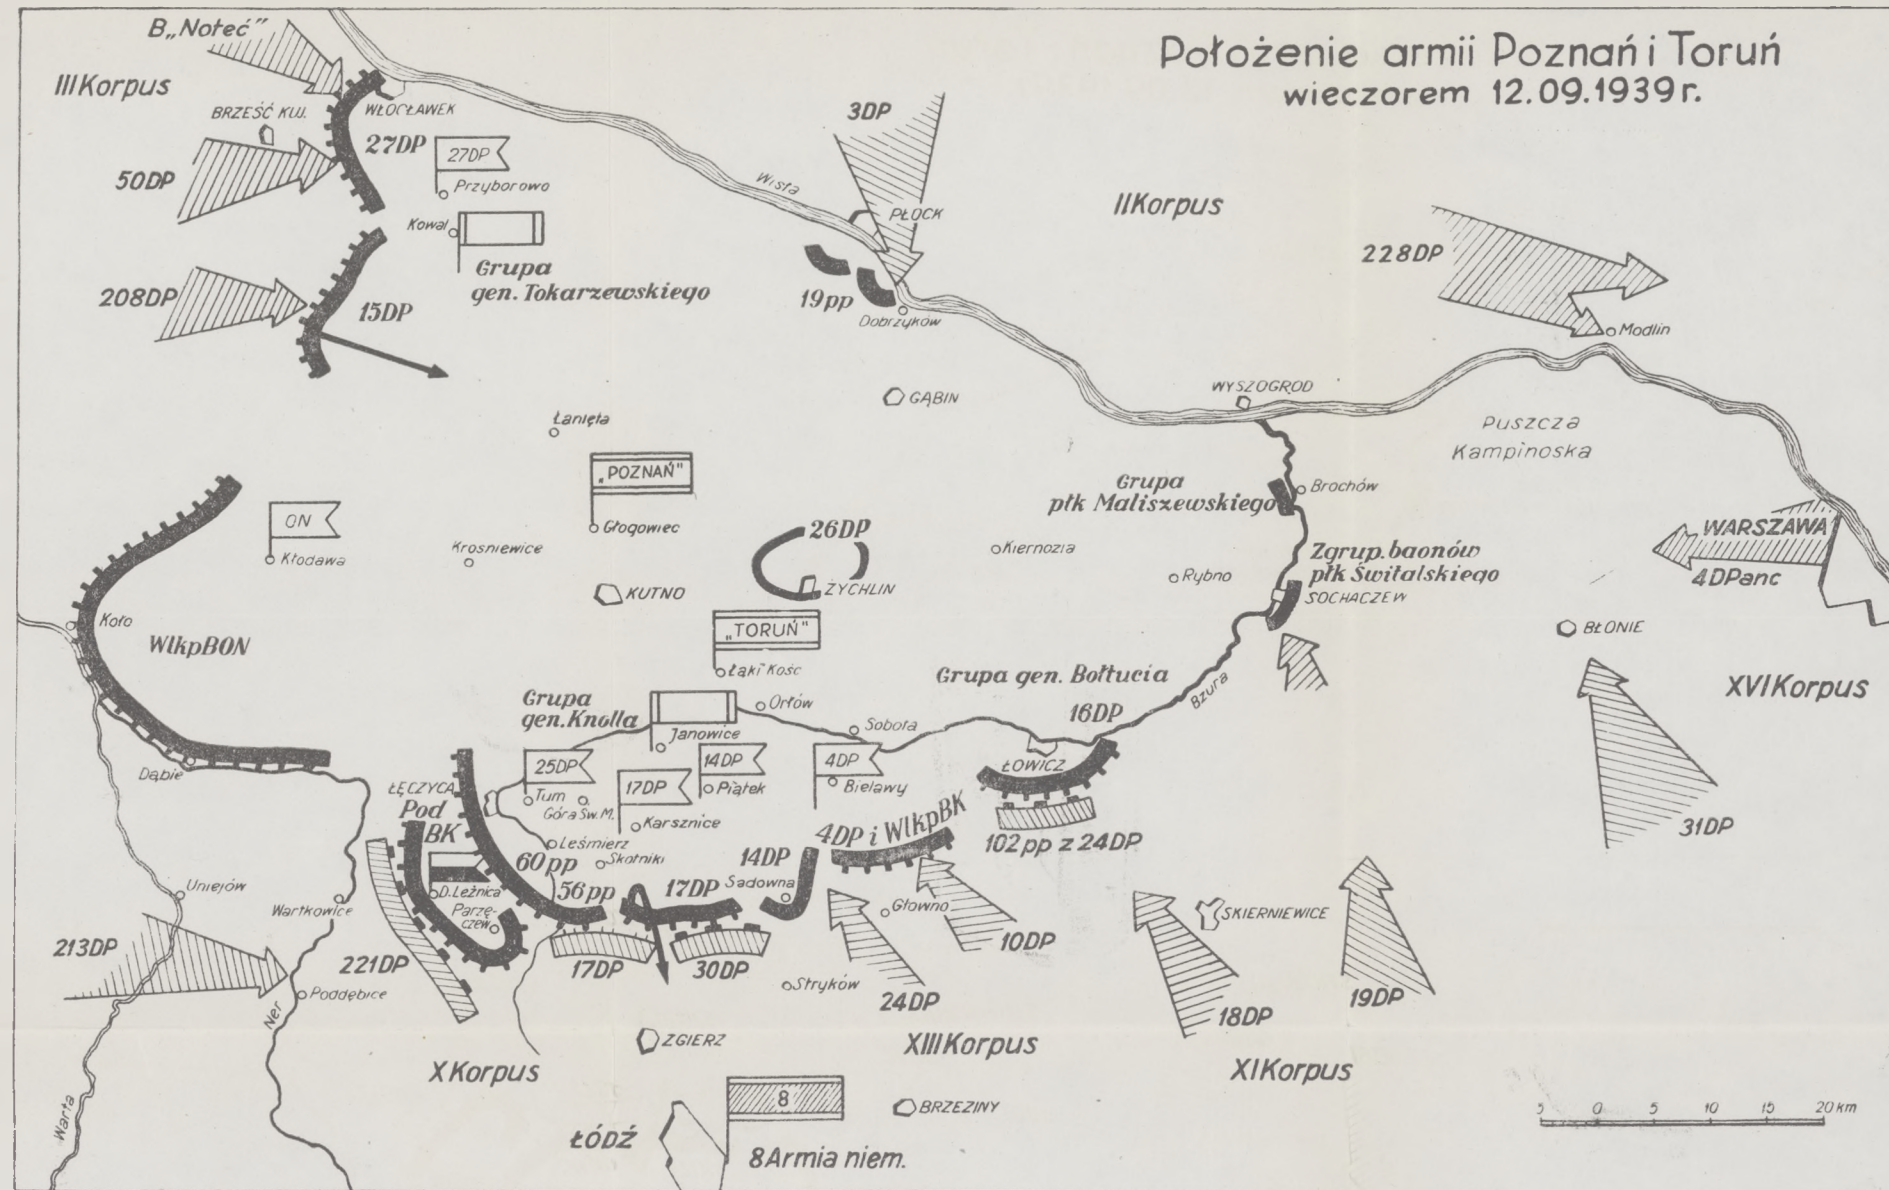 Położenie armii Poznań i Toruń
wieczorem 12.09.1939r.
B„Noteć”
III Korpus
BRZEŚĆ KUJ.
WŁOCŁAWEK
27DP
27DP
Przyborowo
50DP
Kowal
Grupa
gen. Tokarzewskiego
208DP
15DP
3DP
Wisła
PŁOCK
19pp
Dobrzyków
II Korpus
228DP
Modlin
GĄBIN
WYSZOGRÓD
Puszcza
Kampinoska
Łanięta
„POZNAŃ”
Głogowiec
ON
Kłodawa
Krosniewice
KUTNO
26DP
ŻYCHLIN
Kiernozia
Rybno
Grupa
płk Maliszewskiego
Brochów
Zgrup. baonów
płk Świtalskiego
SOCHACZEW
WARSZAWA
4DPanc
BŁONIE
XVI Korpus
Koło
WlkpBON
Dąbie
„TORUŃ”
Łąki Kośc
Grupa
gen. Knolla
Janowice
Orłów
Sobota
Grupa gen. Bołtucia
16DP
Bzura
ŁOWICZ
102pp z 24DP
25DP
Tum
Góra Św. M.
17DP
Karsznice
14DP
Piątek
4DP
Bielawy
ŁĘCZYCA
Pod
BK
D. Leźnica
Parzę-
czew
Leśmierz
Skotniki
60pp
56pp
17DP
14DP
Sadowna
4DP i WlkpBK
Głowno
10DP
31DP
SKIERNIEWICE
Uniejów
Wartkowice
213DP
221DP
Poddębice
Ner
17DP
30DP
Stryków
24DP
18DP
19DP
ZGIERZ
X Korpus
XIII Korpus
XI Korpus
Warta
8
BRZEZINY
ŁÓDŹ
8 Armia niem.
5 0 5 10 15 20 km